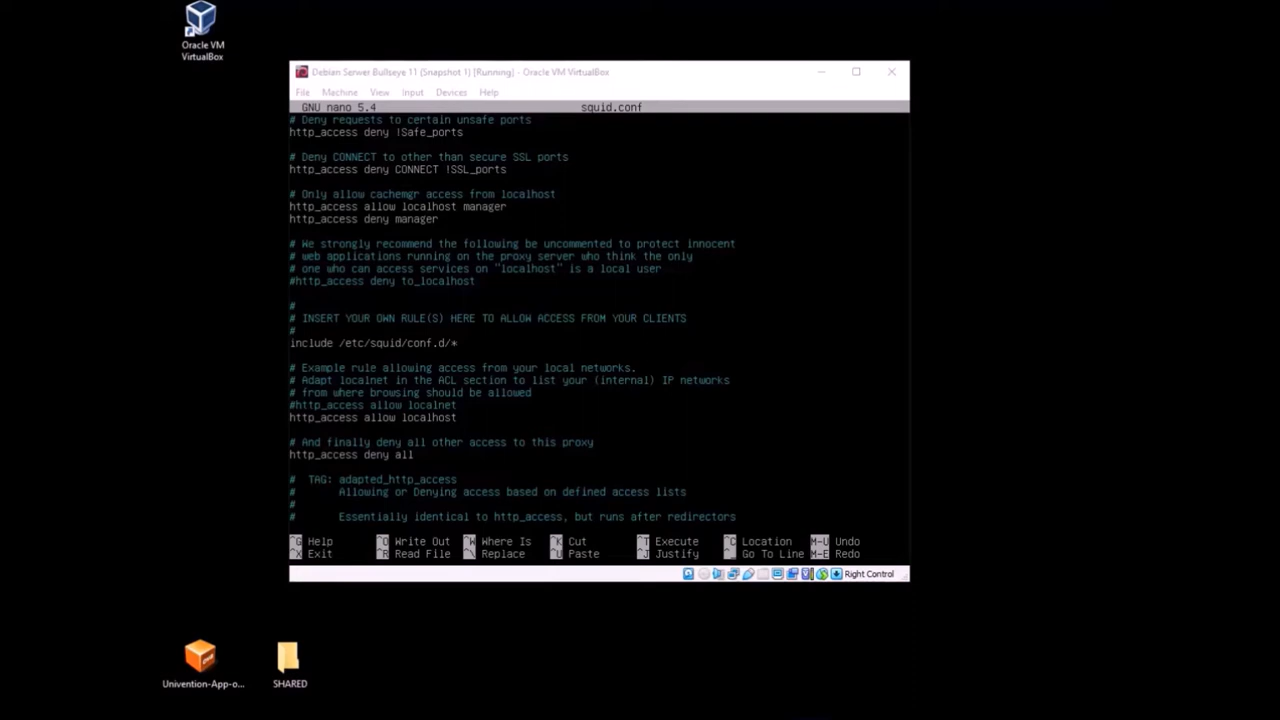 Oracle VM
VirtualBox
Debian Serwer Bullseye 11 (Snapshot 1) [Running] - Oracle VM VirtualBox
File Machine View Input Devices Help
GNU nano 5.4 squid.conf
# Deny requests to certain unsafe ports
http_access deny !Safe_ports
# Deny CONNECT to other than secure SSL ports
http_access deny CONNECT !SSL_ports
# Only allow cachemgr access from localhost
http_access allow localhost manager
http_access deny manager
# We strongly recommend the following be uncommented to protect innocent
# web applications running on the proxy server who think the only
# one who can access services on "localhost" is a local user
#http_access deny to_localhost
#
# INSERT YOUR OWN RULE(S) HERE TO ALLOW ACCESS FROM YOUR CLIENTS
#
include /etc/squid/conf.d/*
# Example rule allowing access from your local networks.
# Adapt localnet in the ACL section to list your (internal) IP networks
# from where browsing should be allowed
#http_access allow localnet
http_access allow localhost
# And finally deny all other access to this proxy
http_access deny all
# TAG: adapted_http_access
# Allowing or Denying access based on defined access lists
#
# Essentially identical to http_access, but runs after redirectors
^G Help ^O Write Out ^W Where Is ^K Cut ^T Execute ^C Location M-U Undo
^X Exit ^R Read File ^\ Replace ^U Paste ^J Justify ^_ Go To Line M-E Redo
Right Control
Univention-App-o...
SHARED